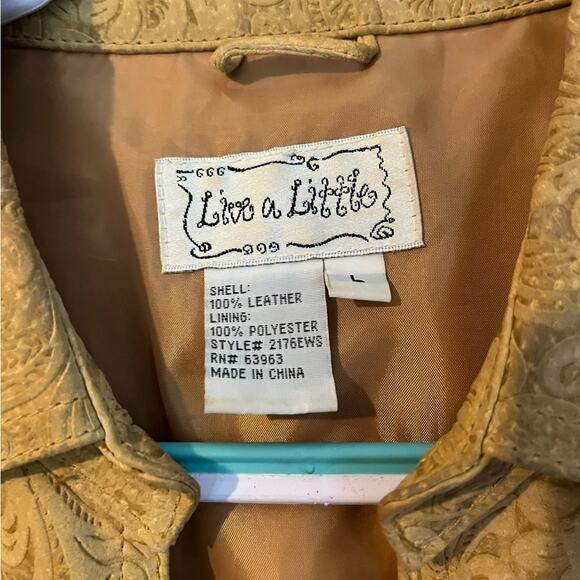 Live a Little
L
SHELL:
100% LEATHER
LINING:
100% POLYESTER
STYLE# 2176EWS
RN# 63963
MADE IN CHINA